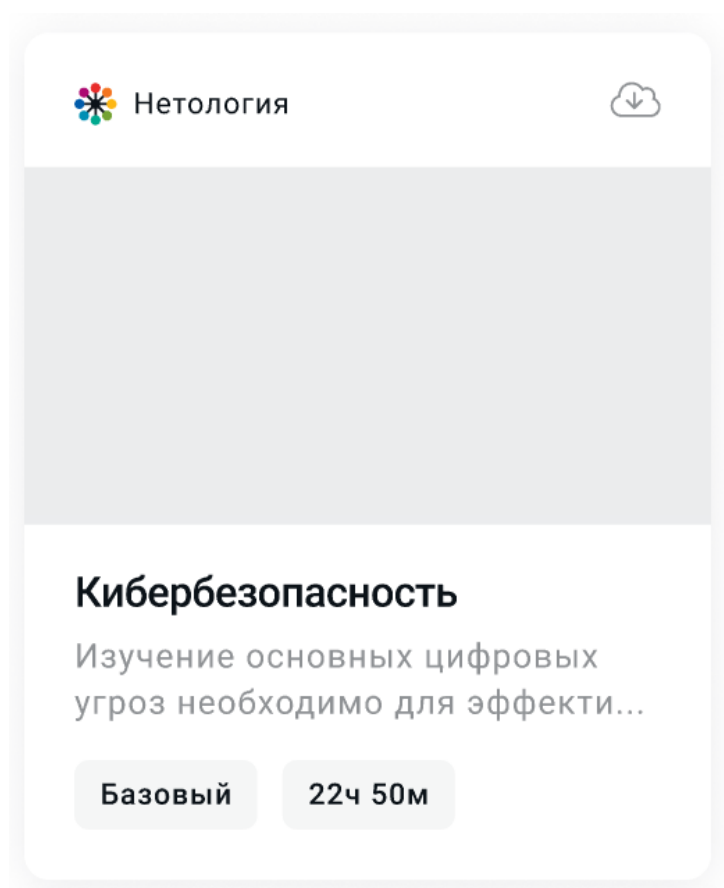 Нетология
Кибербезопасность
Изучение основных цифровых
угроз необходимо для эффекти...
Базовый
22ч 50м